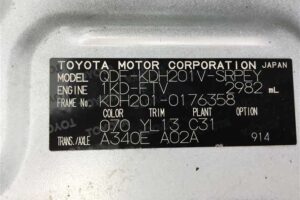 TOYOTA MOTOR CORPORATION JAPAN
MODEL QDF-KDH201V-SRPEY
ENGINE 1KD-FTV 2982 mL
FRAME No. KDH201-0176358
COLOR TRIM PLANT OPTION
070 YL13 C31
TRANS./AXLE A340E A02A 914